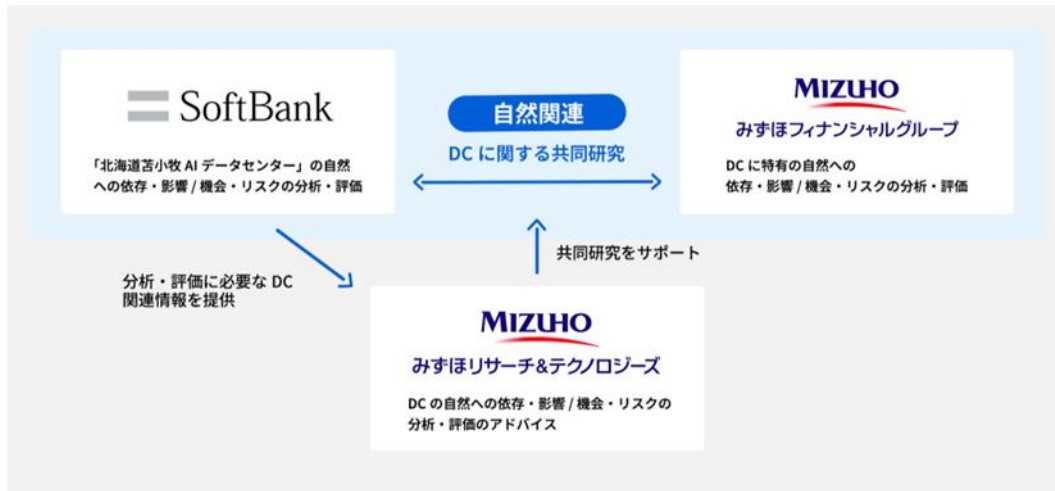 SoftBank
「北海道苫小牧 AI データセンター」の自然
への依存・影響 / 機会・リスクの分析・評価
自然関連
DC に関する共同研究
MIZUHO
みずほフィナンシャルグループ
DC に特有の自然への
依存・影響 / 機会・リスクの分析・評価
分析・評価に必要な DC
関連情報を提供
共同研究をサポート
MIZUHO
みずほリサーチ&テクノロジーズ
DC の自然への依存・影響 / 機会・リスクの
分析・評価のアドバイス